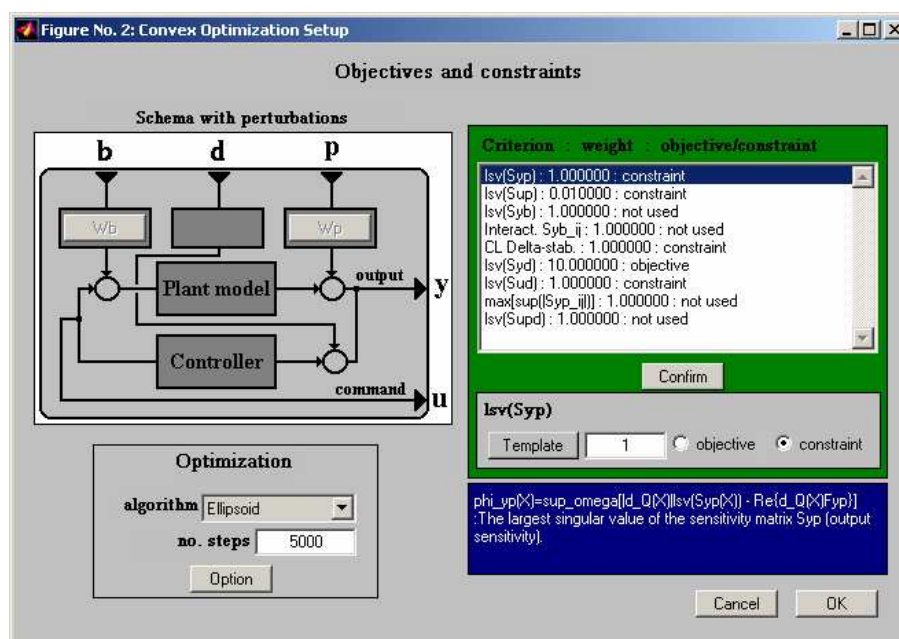 Figure No. 2: Convex Optimization Setup
Objectives and constraints
Schema with perturbations
b d p
Wb Wp
Plant model
output
y
Controller
command
u
Optimization
algorithm Ellipsoid
no. steps 5000
Option
Criterion : weight : objective/constraint
lsv(Syp) : 1.000000 : constraint
lsv(Sup) : 0.010000 : constraint
lsv(Syb) : 1.000000 : not used
Interact. Syb_ij : 1.000000 : not used
CL Delta-stab. : 1.000000 : constraint
lsv(Syd) : 10.000000 : objective
lsv(Sud) : 1.000000 : constraint
max[sup(|Syp_ij|)] : 1.000000 : not used
lsv(Supd) : 1.000000 : not used
Confirm
lsv(Syp)
Template 1 objective constraint
phi_yp(X)=sup_omega[|d_Q(X)|lsv(Syp(X)) - Re{d_Q(X)Fyp}]
:The largest singular value of the sensitivity matrix Syp (output
sensitivity).
Cancel OK